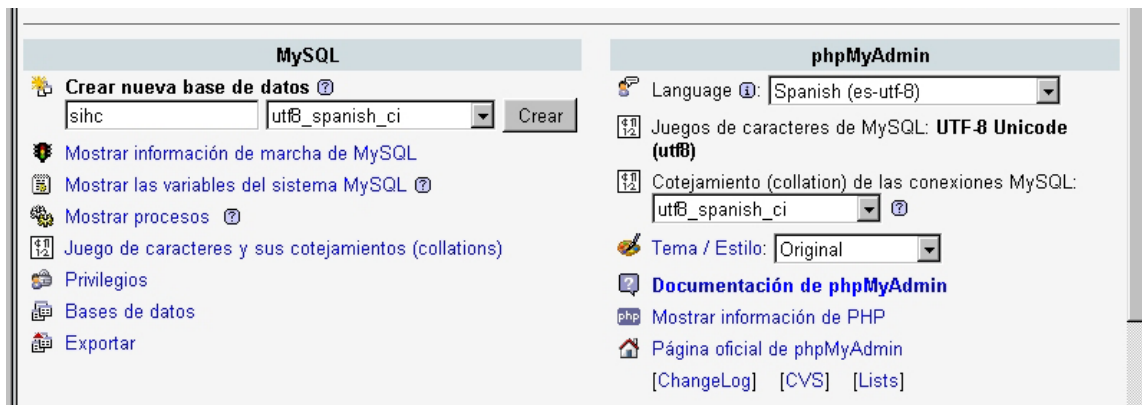 MySQL
Crear nueva base de datos
sihc utf8_spanish_ci Crear
Mostrar información de marcha de MySQL
Mostrar las variables del sistema MySQL
Mostrar procesos
Juego de caracteres y sus cotejamientos (collations)
Privilegios
Bases de datos
Exportar
phpMyAdmin
Language : Spanish (es-utf-8)
Juegos de caracteres de MySQL: UTF-8 Unicode
(utf8)
Cotejamiento (collation) de las conexiones MySQL:
utf8_spanish_ci
Tema / Estilo: Original
Documentación de phpMyAdmin
php Mostrar información de PHP
Página oficial de phpMyAdmin
[ChangeLog] [CVS] [Lists]